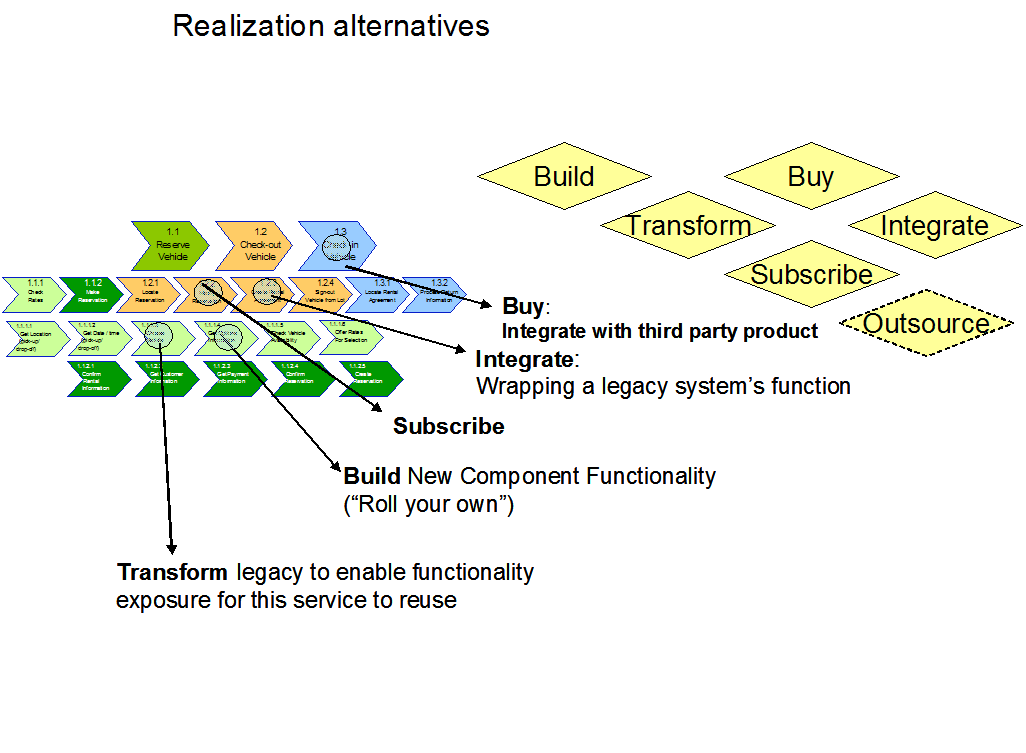 Realization alternatives
Build
Buy
Transform
Integrate
Subscribe
Outsource
1.1
Reserve
Vehicle
1.2
Check-out
Vehicle
1.3
Check-in
Vehicle
1.1.1
Check
Rates
1.1.2
Make
Reservation
1.2.1
Locate
Reservation
1.2.4
Sign-out
Vehicle from Lot
1.3.1
Locate Rental
Agreement
1.3.2
Process Return
Information
1.1.1.1
Get Location
(pick-up/
drop-off)
1.1.1.2
Get Date / time
(pick-up/
drop-off)
1.1.1.4
1.1.1.5
Check Vehicle
Availability
1.1.1.6
Offer Rates
For Selection
1.1.2.1
Confirm
Rental
Information
1.1.2.2
Get Customer
Information
1.1.2.3
Get Payment
Information
1.1.2.4
Confirm
Reservation
1.1.2.5
Create
Reservation
Buy:
Integrate with third party product
Integrate:
Wrapping a legacy system’s function
Subscribe
Build New Component Functionality
(“Roll your own”)
Transform legacy to enable functionality
exposure for this service to reuse